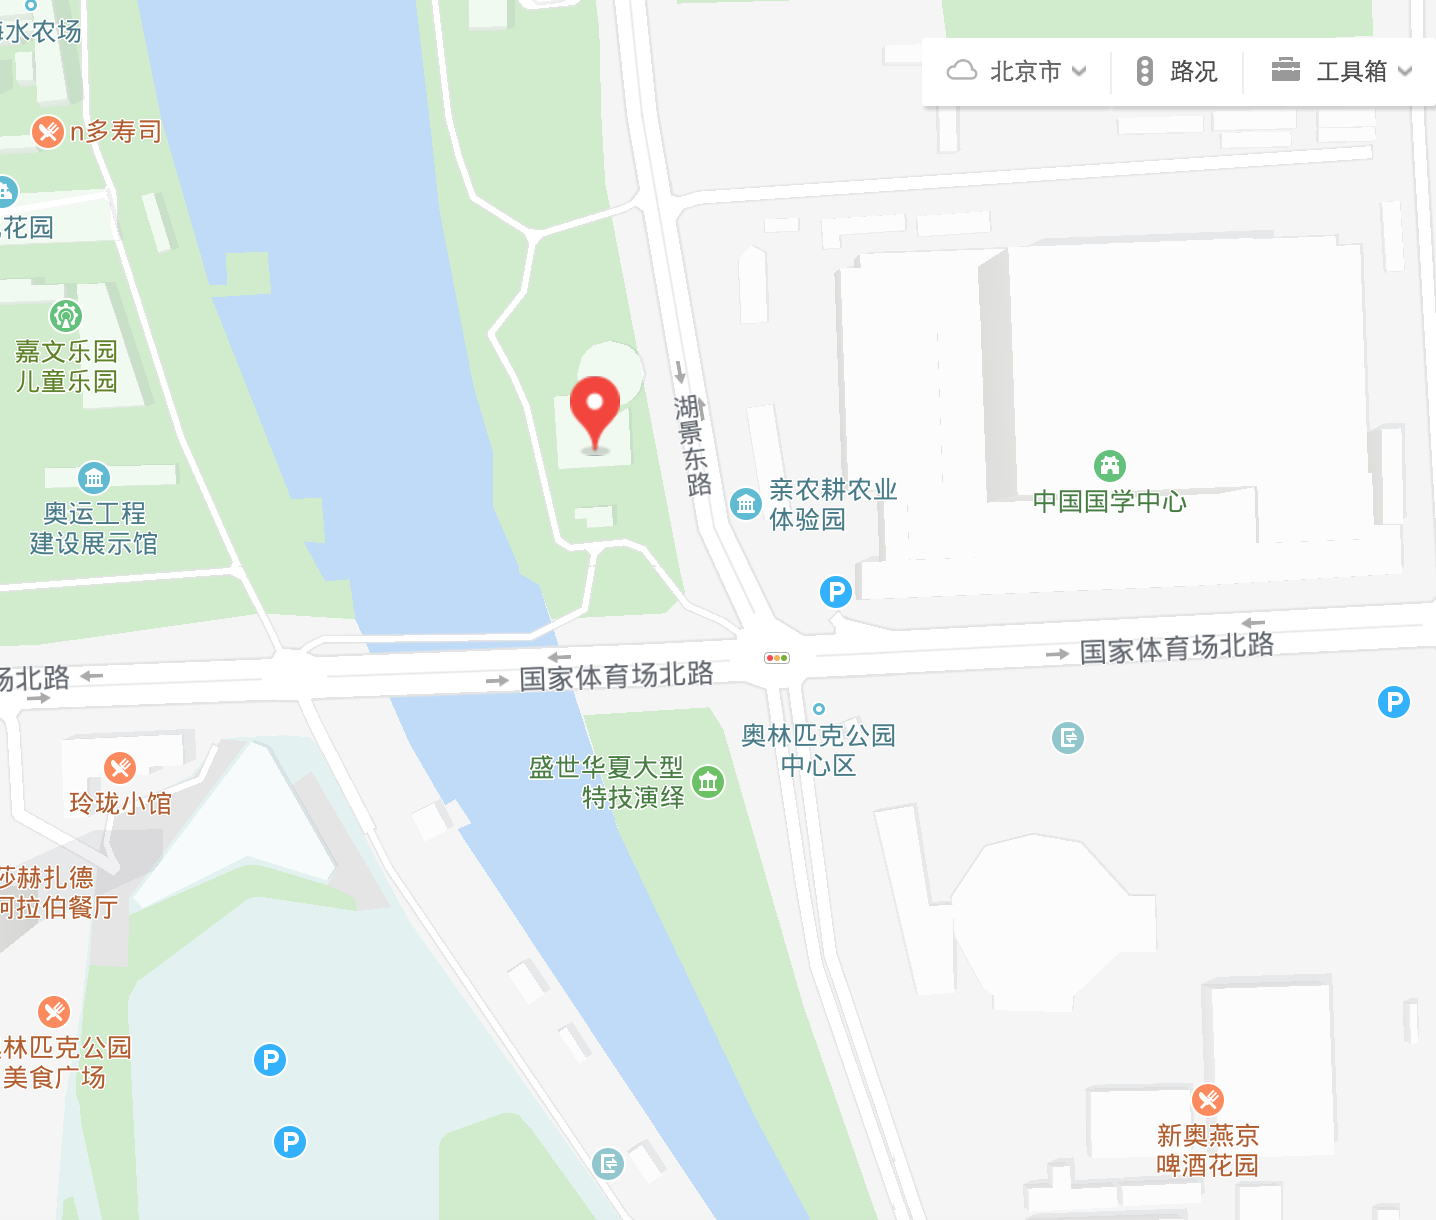 海水农场
北京市
路况
工具箱
n多寿司
花园
嘉文乐园
儿童乐园
湖景东路
亲农耕农业
体验园
中国国学中心
奥运工程
建设展示馆
P
国家体育场北路
国家体育场北路
场北路
P
奥林匹克公园
中心区
盛世华夏大型
特技演绎
玲珑小馆
莎赫扎德
阿拉伯餐厅
林匹克公园
美食广场
P
P
新奥燕京
啤酒花园